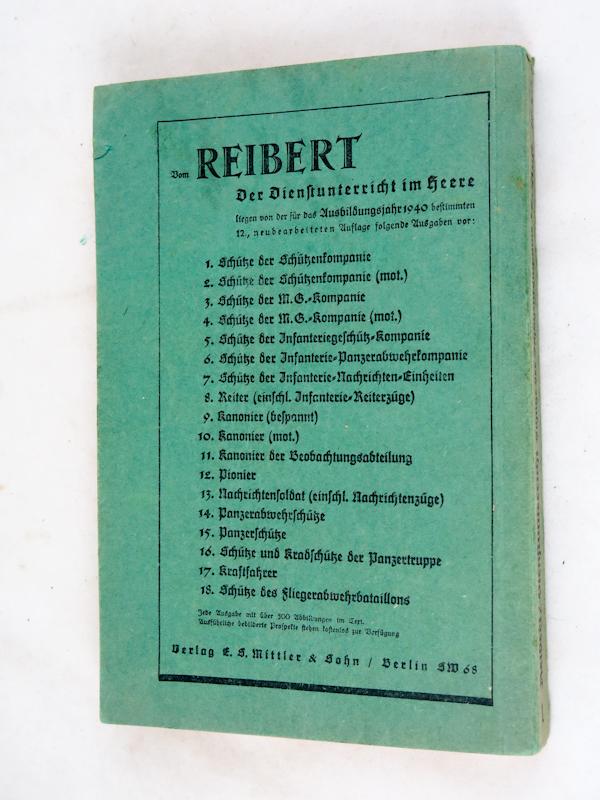 Vom REIBERT
Der Dienstunterricht im Heere
liegen von der für das Ausbildungsjahr 1940 bestimmten
12., neubearbeiteten Auflage folgende Ausgaben vor:
1. Schütze der Schützenkompanie
2. Schütze der Schützenkompanie (mot.)
3. Schütze der M.G.-Kompanie
4. Schütze der M.G.-Kompanie (mot.)
5. Schütze der Infanteriegeschütz-Kompanie
6. Schütze der Infanterie-Panzerabwehrkompanie
7. Schütze der Infanterie-Nachrichten-Einheiten
8. Reiter (einschl. Infanterie-Reiterzüge)
9. Kanonier (bespannt)
10. Kanonier (mot.)
11. Kanonier der Beobachtungsabteilung
12. Pionier
13. Nachrichtensoldat (einschl. Nachrichtenzüge)
14. Panzerabwehrschütze
15. Panzerschütze
16. Schütze und Kradschütze der Panzertruppe
17. Kraftfahrer
18. Schütze des Fliegerabwehrbataillons
Jede Ausgabe mit über 500 Abbildungen im Text.
Ausführliche bebilderte Prospekte stehen kostenlos zur Verfügung
Verlag E. S. Mittler & Sohn / Berlin SW 68